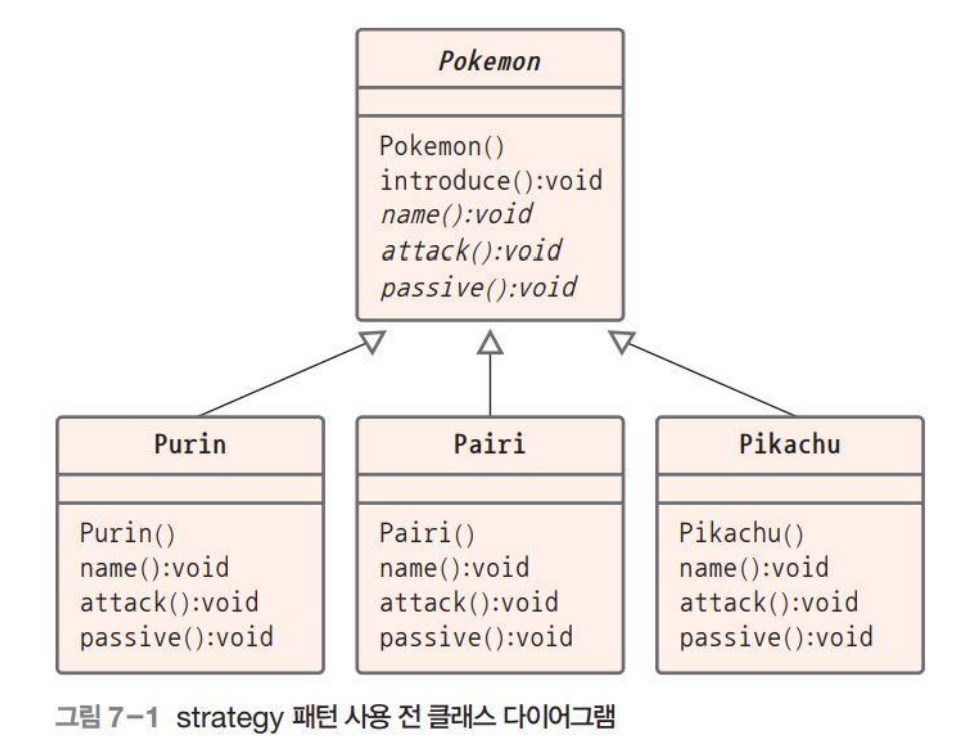 Pokemon
Pokemon()
introduce():void
name():void
attack():void
passive():void
Purin
Purin()
name():void
attack():void
passive():void
Pairi
Pairi()
name():void
attack():void
passive():void
Pikachu
Pikachu()
name():void
attack():void
passive():void
그림 7-1 strategy 패턴 사용 전 클래스 다이어그램